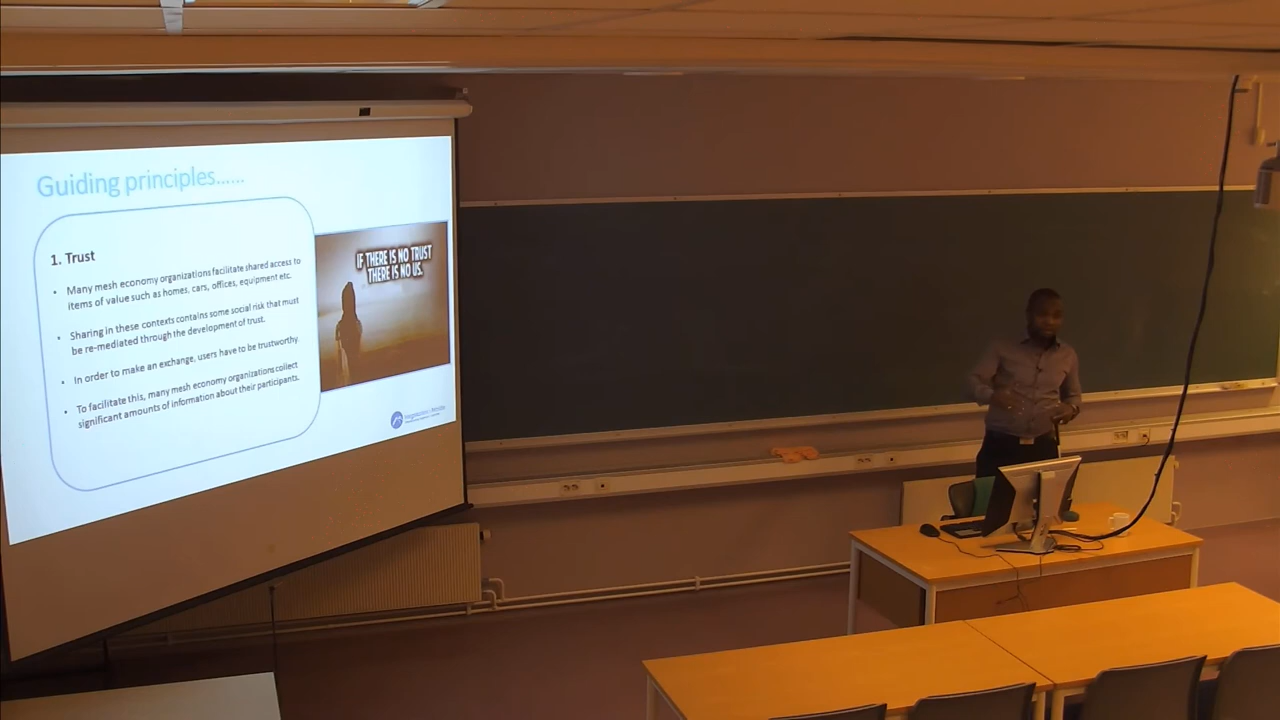 Guiding principles......
1. Trust
• Many mesh economy organizations facilitate shared access to
items of value such as homes, cars, offices, equipment etc.
• Sharing in these contexts contains some social risk that must
be re-mediated through the development of trust.
• In order to make an exchange, users have to be trustworthy
• To facilitate this, many mesh economy organizations collect
significant amounts of information about their participants.
IF THERE IS NO TRUST
THERE IS NO US.